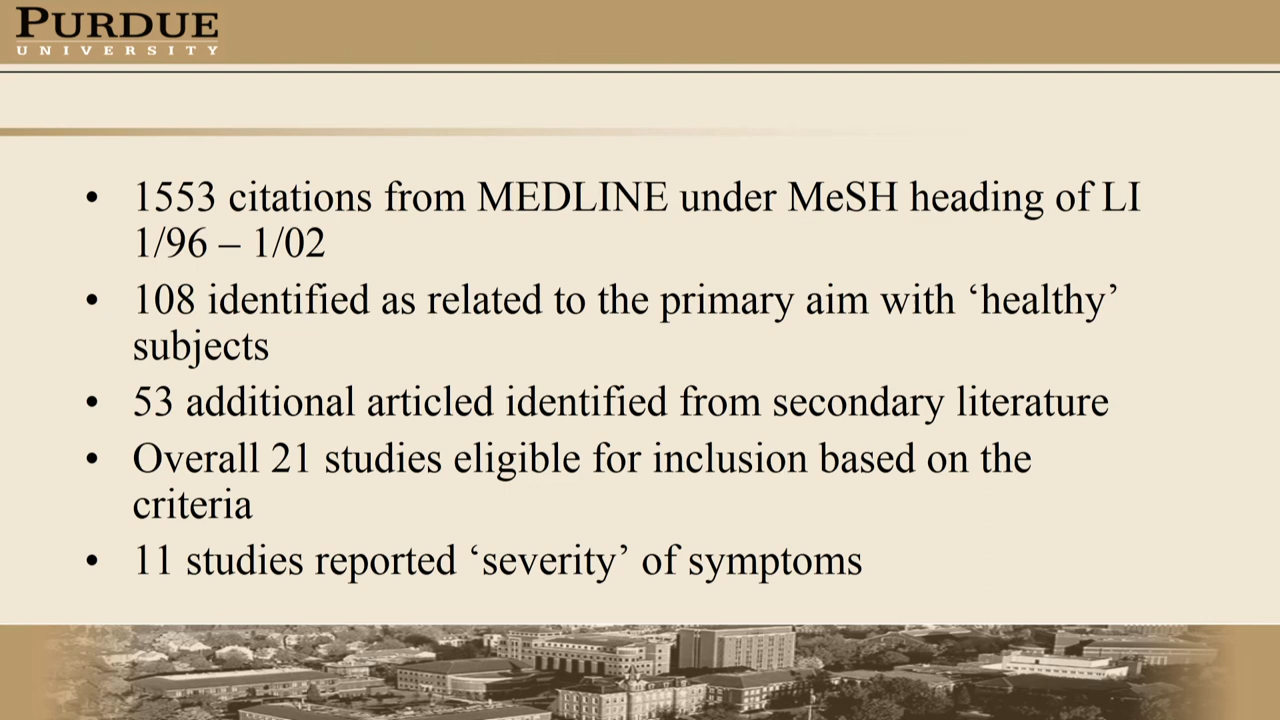 PURDUE
UNIVERSITY
• 1553 citations from MEDLINE under MeSH heading of LI
1/96 – 1/02
• 108 identified as related to the primary aim with ‘healthy’
subjects
• 53 additional articled identified from secondary literature
• Overall 21 studies eligible for inclusion based on the
criteria
• 11 studies reported ‘severity’ of symptoms